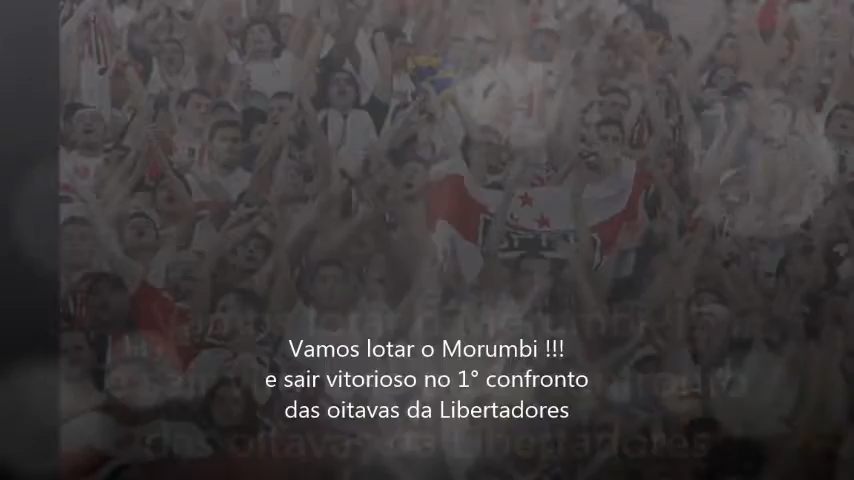 Vamos lotar o Morumbi !!!
e sair vitorioso no 1° confronto
das oitavas da Libertadores